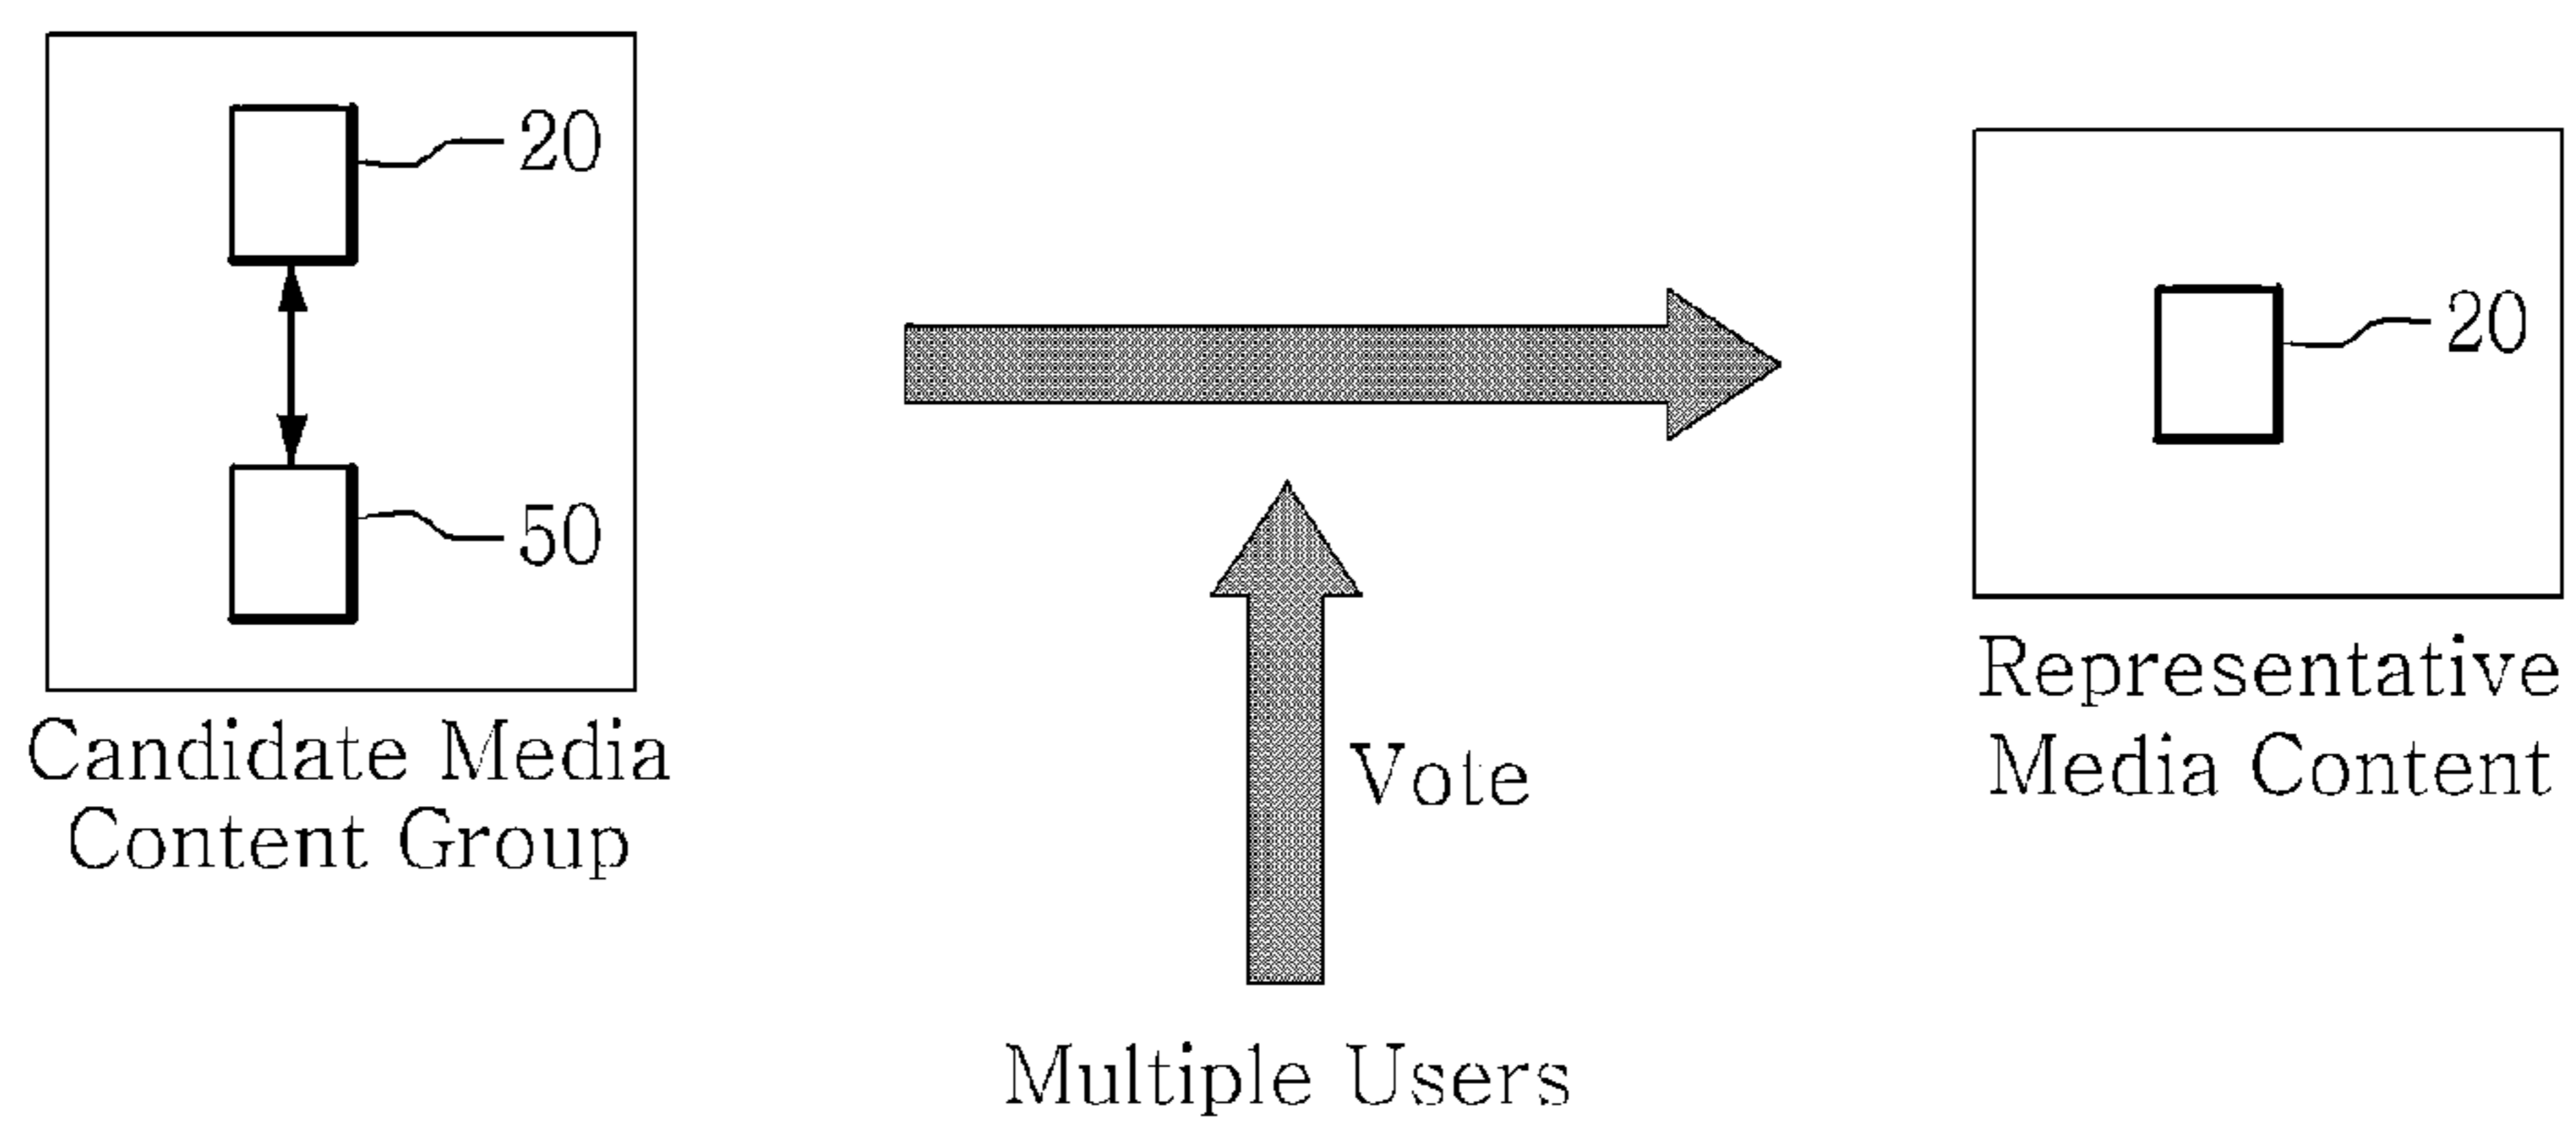 20
50
Candidate Media
Content Group
Vote
Multiple Users
20
Representative
Media Content